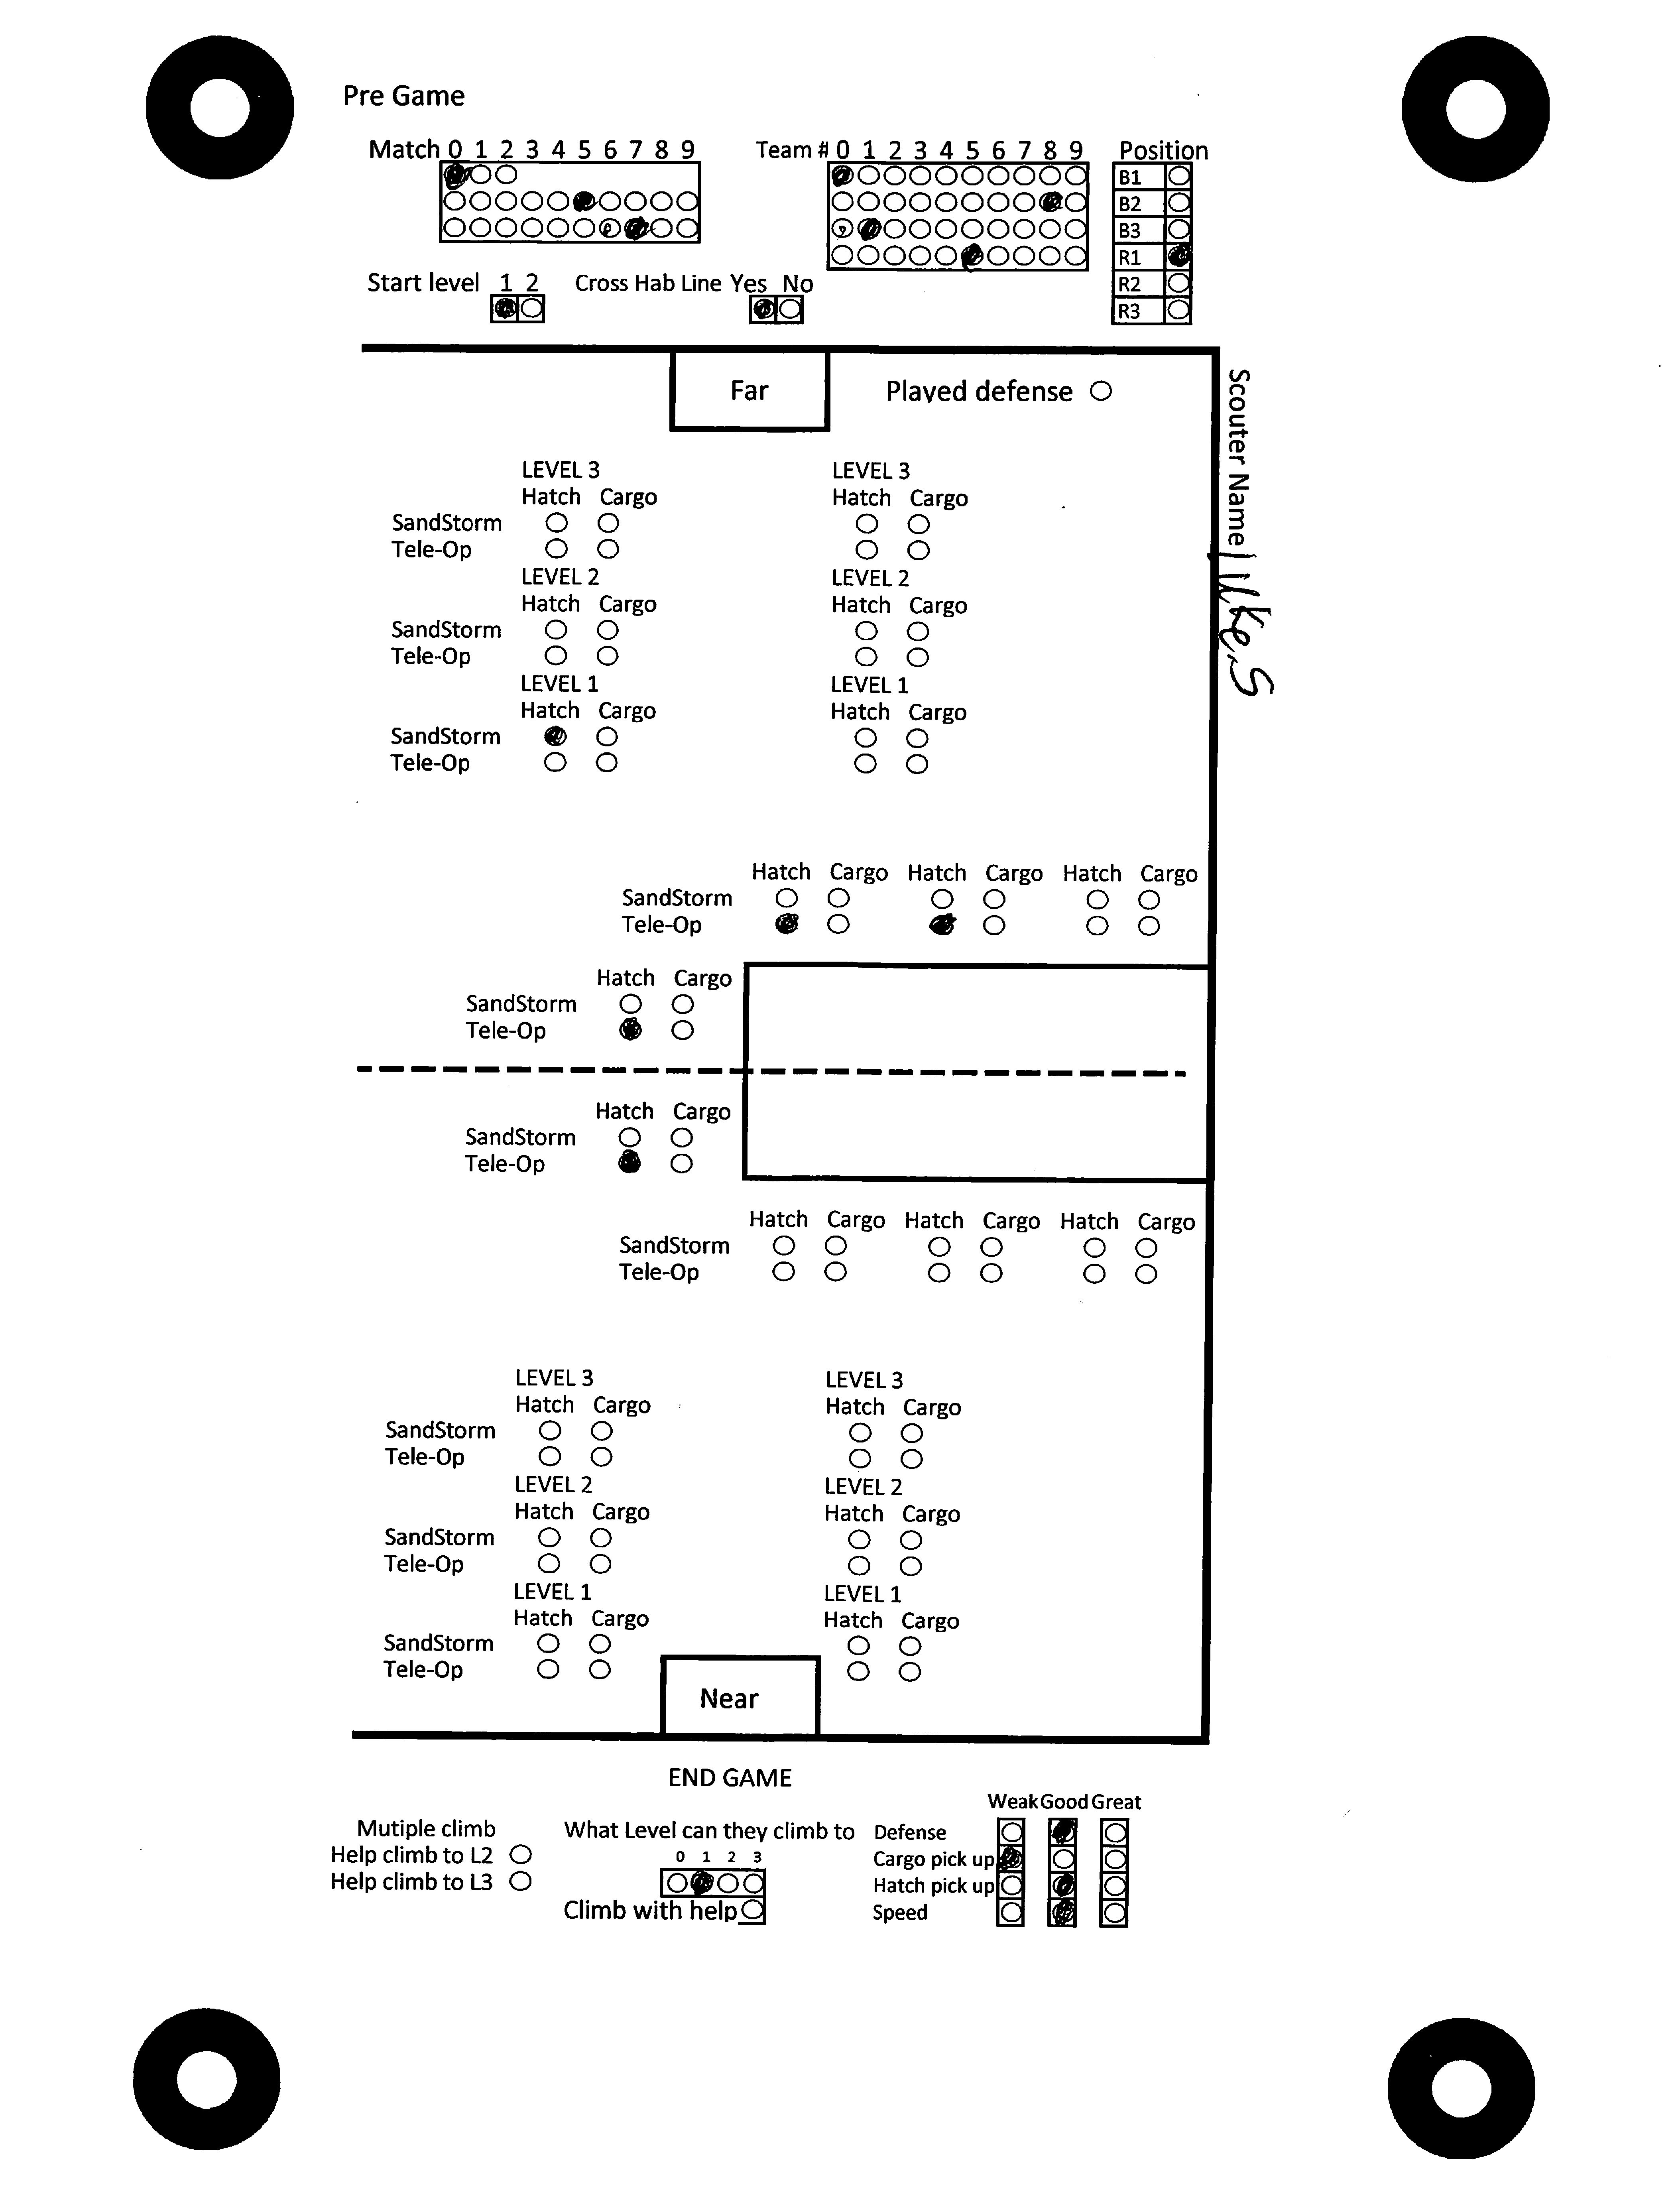 Pre Game
Match 0 1 2 3 4 5 6 7 8 9
Team # 0 1 2 3 4 5 6 7 8 9
Position
B1
B2
B3
R1
R2
R3
Start level 1 2
Cross Hab Line Yes No
Far
Played defense
Scouter Name
LEVEL 3 LEVEL 3
Hatch Cargo Hatch Cargo
SandStorm
Tele-Op
LEVEL 2 LEVEL 2
Hatch Cargo Hatch Cargo
SandStorm
Tele-Op
LEVEL 1 LEVEL 1
Hatch Cargo Hatch Cargo
SandStorm
Tele-Op
Hatch Cargo Hatch Cargo Hatch Cargo
SandStorm
Tele-Op
Hatch Cargo
SandStorm
Tele-Op
Hatch Cargo
SandStorm
Tele-Op
Hatch Cargo Hatch Cargo Hatch Cargo
SandStorm
Tele-Op
LEVEL 3 LEVEL 3
Hatch Cargo Hatch Cargo
SandStorm
Tele-Op
LEVEL 2 LEVEL 2
Hatch Cargo Hatch Cargo
SandStorm
Tele-Op
LEVEL 1 LEVEL 1
Hatch Cargo Hatch Cargo
SandStorm
Tele-Op
Near
END GAME
Mutiple climb
Help climb to L2
Help climb to L3
What Level can they climb to
0 1 2 3
Climb with help
Weak Good Great
Defense
Cargo pick up
Hatch pick up
Speed